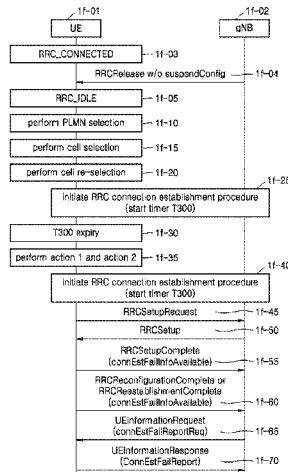 1f-01
1f-02
UE
gNB
RRC_CONNECTED
1f-03
RRCRelease w/o suspendConfig
1f-04
RRC_IDLE
1f-05
perform PLMN selection
1f-10
perform cell selection
1f-15
perform cell re-selection
1f-20
1f-25
initiate RRC connection establishment procedure
(start timer T300)
T300 expiry
1f-30
perform action 1 and action 2
1f-35
1f-40
Initiate RRC connection establishment procedure
(start timer T300)
RRCSetupRequest
1f-45
RRCSetup
1f-50
RRCSetupComplete
(connEstFailInfoAvailable)
1f-55
RRCReconfigurationComplete or
RRCReestablishmentComplete
(connEstFailInfoAvailable)
1f-60
UEInformationRequest
(connEstFailReportReq)
1f-65
UEInformationResponse
(ConnEstFailReport)
1f-70